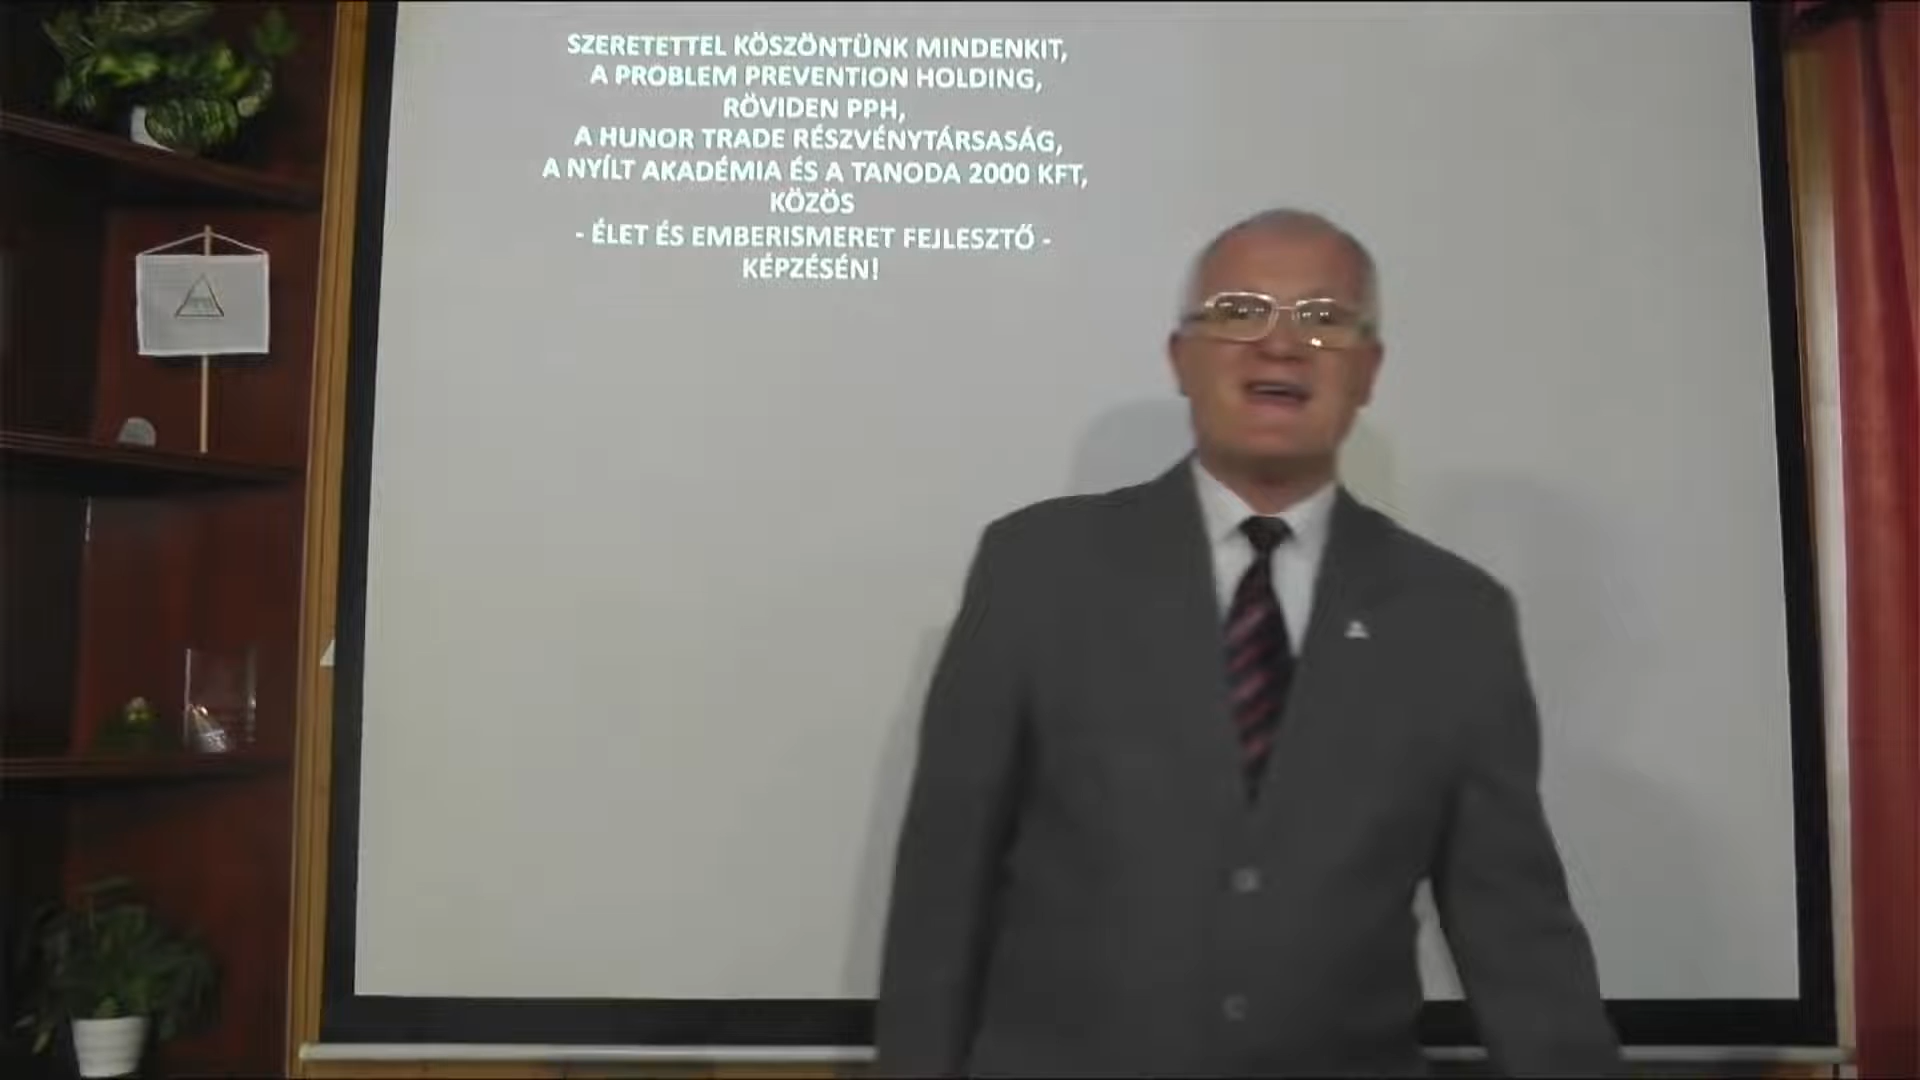 SZERETETTEL KÖSZÖNTÜNK MINDENKIT,
A PROBLEM PREVENTION HOLDING,
RÖVIDEN PPH,
A HUNOR TRADE RÉSZVÉNYTÁRSASÁG,
A NYÍLT AKADÉMIA ÉS A TANODA 2000 KFT,
KÖZÖS
- ÉLET ÉS EMBERISMERET FEJLESZTŐ -
KÉPZÉSÉN!